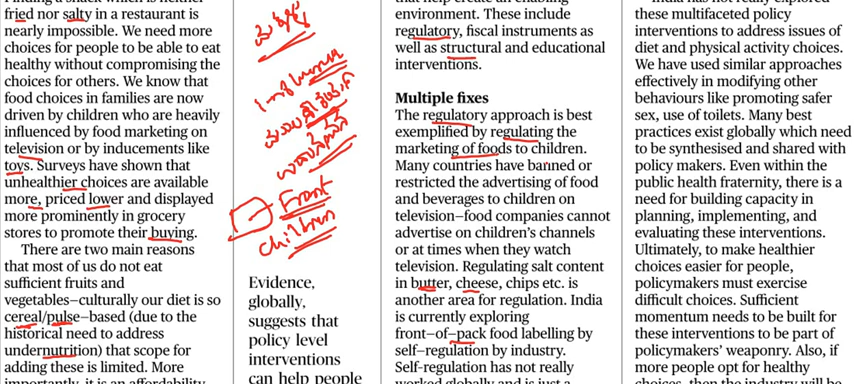 Finding a snack which is neither
fried nor salty in a restaurant is
nearly impossible. We need more
choices for people to be able to eat
healthy without compromising the
choices for others. We know that
food choices in families are now
driven by children who are heavily
influenced by food marketing on
television or by inducements like
toys. Surveys have shown that
unhealthier choices are available
more, priced lower and displayed
more prominently in grocery
stores to promote their buying.
There are two main reasons
that most of us do not eat
sufficient fruits and
vegetables–culturally our diet is so
cereal/pulse–based (due to the
historical need to address
undernutrition) that scope for
adding these is limited. More
importantly, it is an affordability
Front
children
Evidence,
globally,
suggests that
policy level
interventions
can help people
that help create an enabling
environment. These include
regulatory, fiscal instruments as
well as structural and educational
interventions.
Multiple fixes
The regulatory approach is best
exemplified by regulating the
marketing of foods to children.
Many countries have banned or
restricted the advertising of food
and beverages to children on
television–food companies cannot
advertise on children's channels
or at times when they watch
television. Regulating salt content
in butter, cheese, chips etc. is
another area for regulation. India
is currently exploring
front–of–pack food labelling by
self–regulation by industry.
Self-regulation has not really
worked globally and is just a
India has not really explored
these multifaceted policy
interventions to address issues of
diet and physical activity choices.
We have used similar approaches
effectively in modifying other
behaviours like promoting safer
sex, use of toilets. Many best
practices exist globally which need
to be synthesised and shared with
policy makers. Even within the
public health fraternity, there is a
need for building capacity in
planning, implementing, and
evaluating these interventions.
Ultimately, to make healthier
choices easier for people,
policymakers must exercise
difficult choices. Sufficient
momentum needs to be built for
these interventions to be part of
policymakers' weaponry. Also, if
more people opt for healthy
choices, then the industry will be